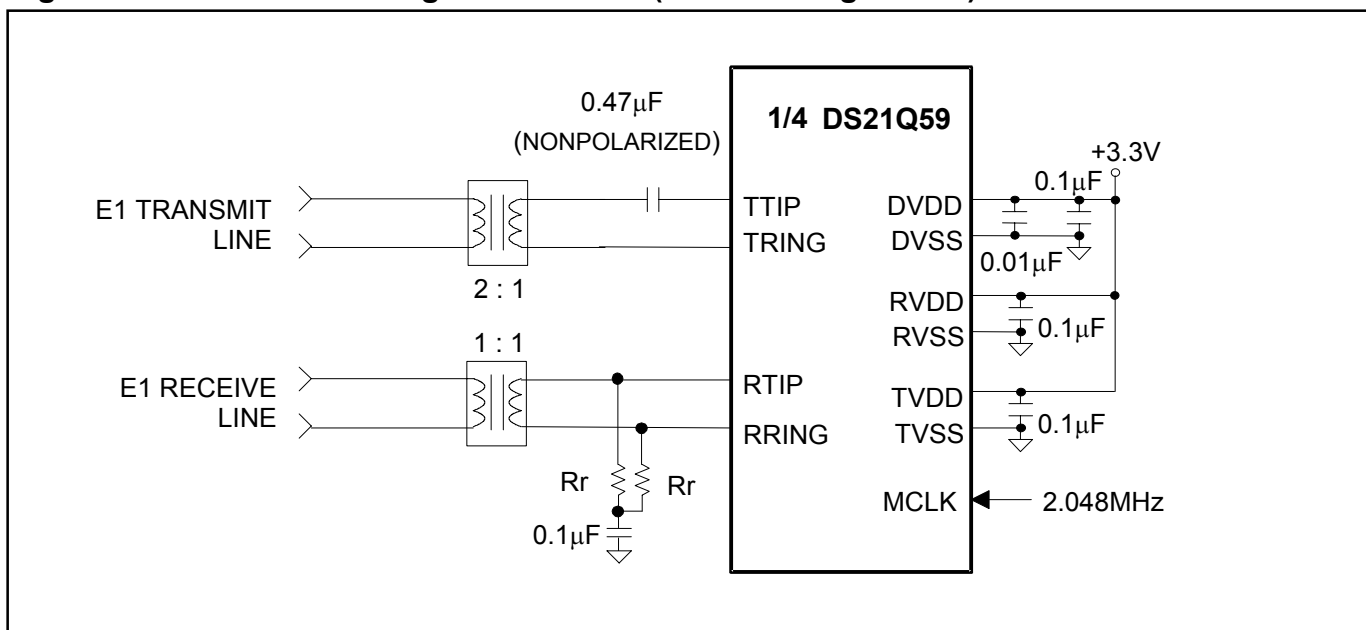 0.47μF
(NONPOLARIZED)
1/4 DS21Q59
+3.3V
0.1μF
E1 TRANSMIT
LINE
TTIP
TRING
DVDD
DVSS
0.01μF
2 : 1
RVDD
RVSS
0.1μF
1 : 1
E1 RECEIVE
LINE
RTIP
RRING
TVDD
TVSS
0.1μF
Rr
Rr
0.1μF
MCLK
2.048MHz